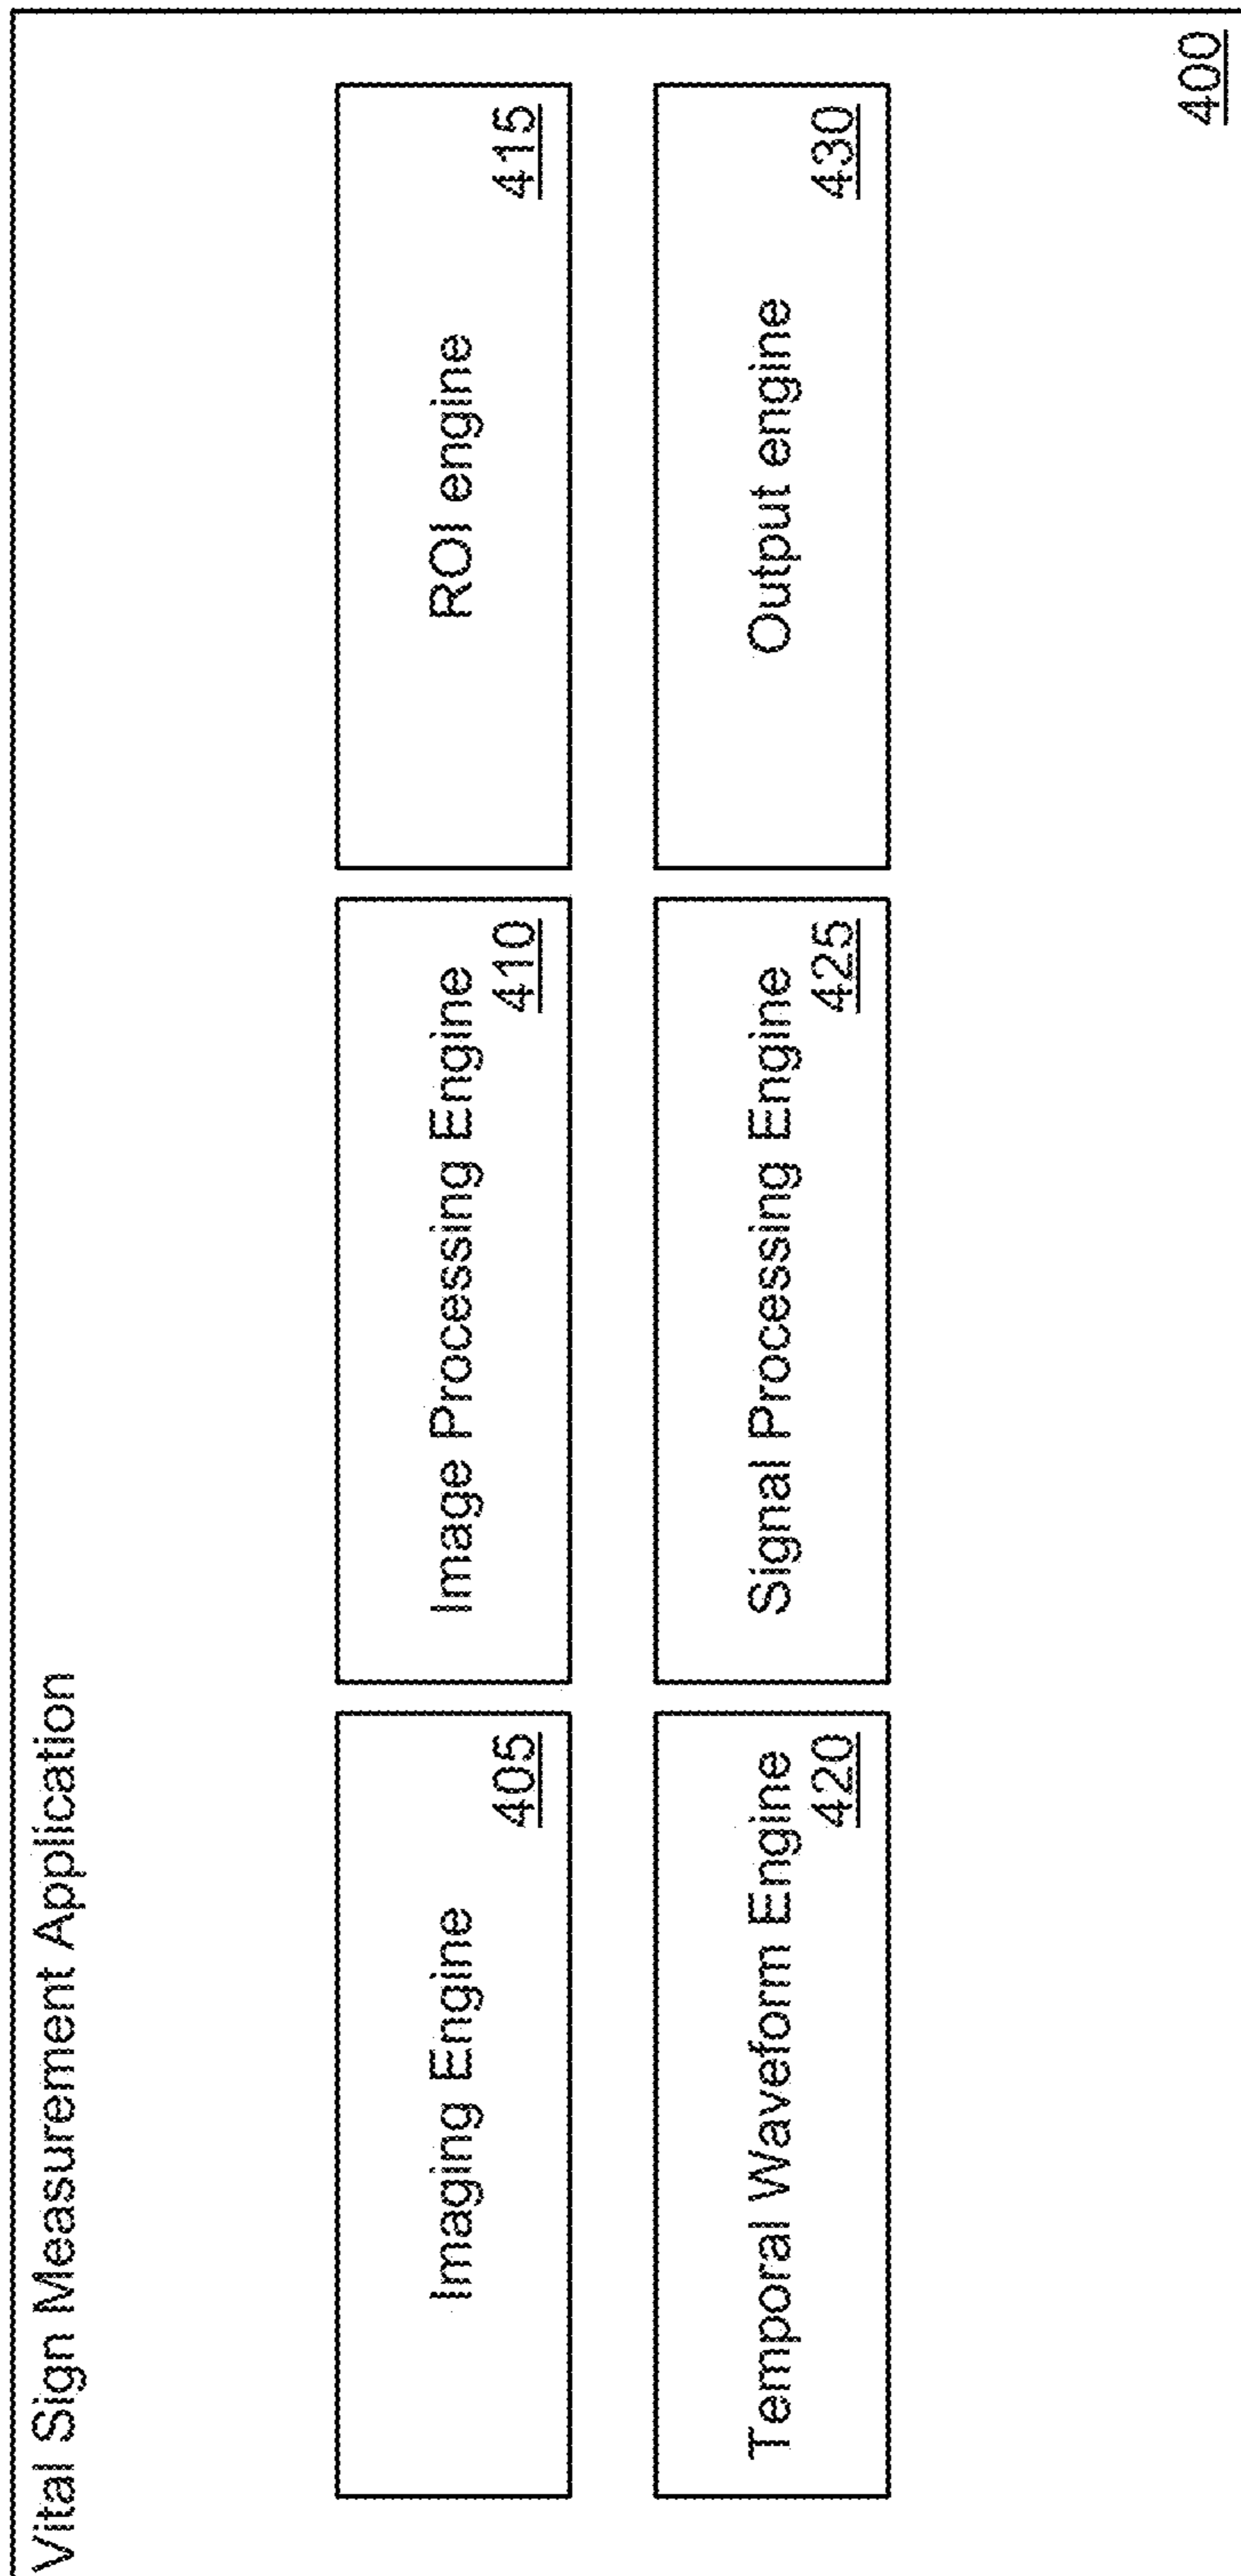 Vital Sign Measurement Application
Imaging Engine
405
Image Processing Engine
410
ROI engine
415
Temporal Waveform Engine
420
Signal Processing Engine
425
Output engine
430
400